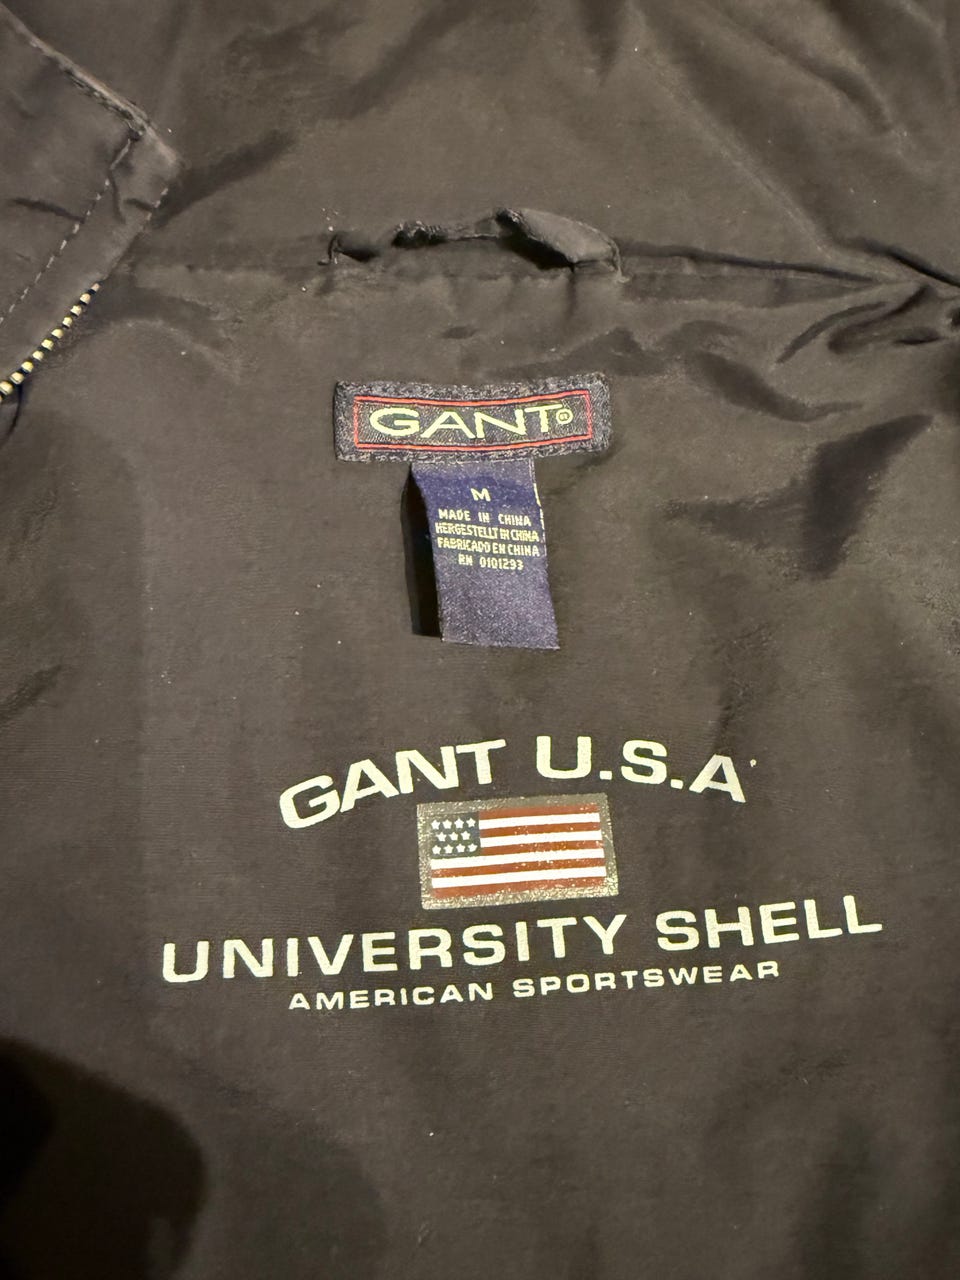 GANT
M
MADE IN CHINA
HERGESTELLT IN CHINA
FABRICADO EN CHINA
RN 0101293
GANT U.S.A.
UNIVERSITY SHELL
AMERICAN SPORTSWEAR